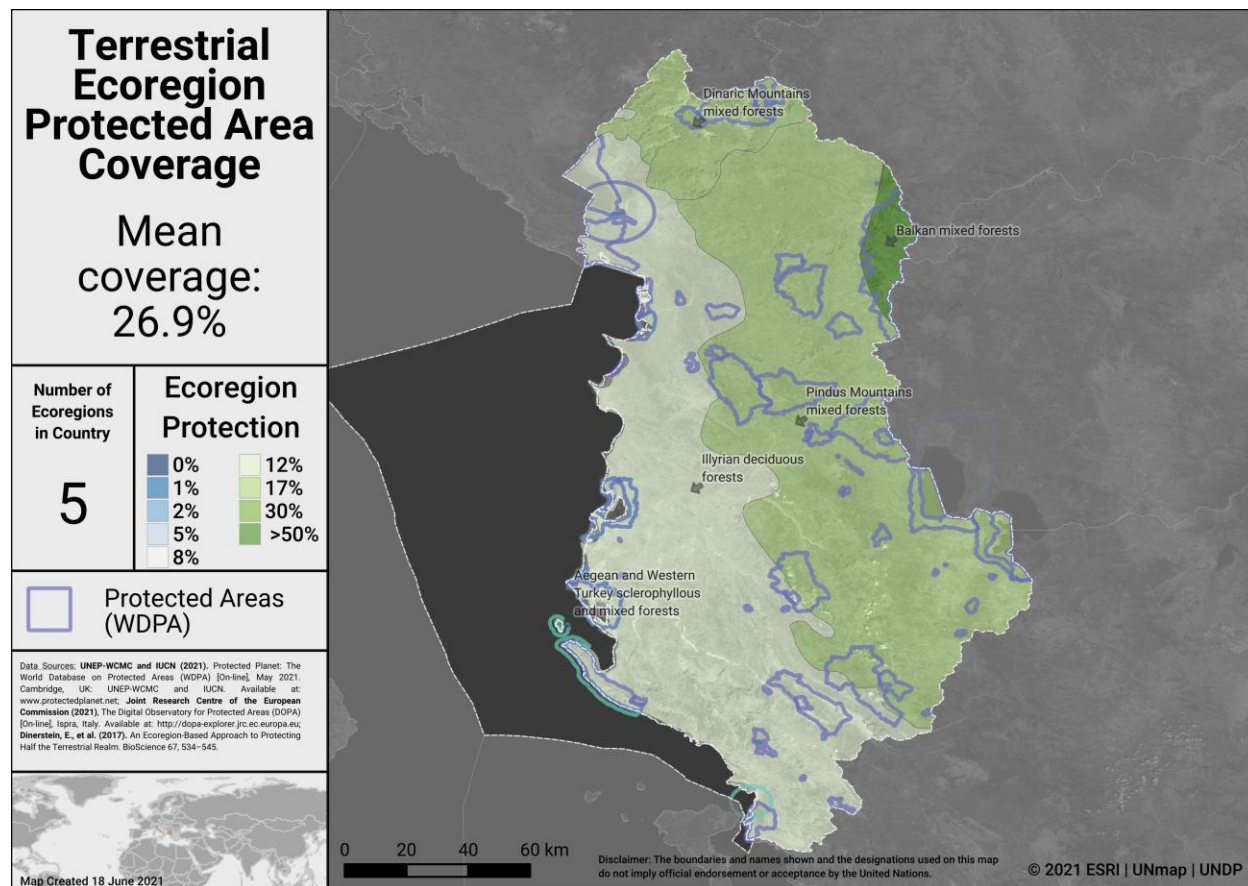 Terrestrial
Ecoregion
Protected Area
Coverage
Mean
coverage:
26.9%
Number of
Ecoregions
in Country
5
Ecoregion
Protection
0%
1%
2%
5%
8%
12%
17%
30%
>50%
Protected Areas
(WDPA)
Data Sources: UNEP-WCMC and IUCN (2021). Protected Planet: The
World Database on Protected Areas (WDPA) [On-line], May 2021.
Cambridge, UK: UNEP-WCMC and IUCN. Available at:
www.protectedplanet.net; Joint Research Centre of the European
Commission (2021), The Digital Observatory for Protected Areas (DOPA)
[On-line], Ispra, Italy. Available at: http://dopa-explorer.jrc.ec.europa.eu;
Dinerstein, E., et al. (2017). An Ecoregion-Based Approach to Protecting
Half the Terrestrial Realm. BioScience 67, 534–545.
Map Created 18 June 2021
Dinaric Mountains
mixed forests
Balkan mixed forests
Pindus Mountains
mixed forests
Illyrian deciduous
forests
Aegean and Western
Turkey sclerophyllous
and mixed forests
0 20 40 60 km
Disclaimer: The boundaries and names shown and the designations used on this map
do not imply official endorsement or acceptance by the United Nations.
© 2021 ESRI | UNmap | UNDP